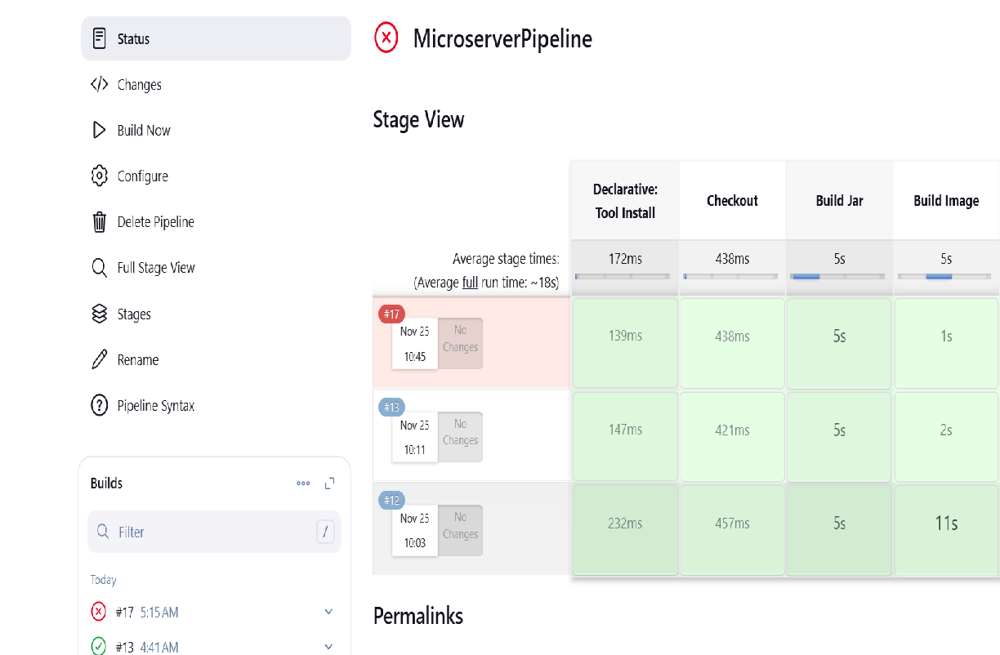 Status
Changes
Build Now
Configure
Delete Pipeline
Full Stage View
Stages
Rename
Pipeline Syntax
Builds
Filter
/
Today
#17 5:15 AM
#13 4:41 AM
MicroserverPipeline
Stage View
Declarative:
Tool Install
Checkout
Build Jar
Build Image
Average stage times:
(Average full run time: ~18s)
172ms
438ms
5s
5s
#17
Nov 25
10:45
No
Changes
139ms
438ms
5s
1s
#13
Nov 25
10:11
No
Changes
147ms
421ms
5s
2s
#12
Nov 25
10:03
No
Changes
232ms
457ms
5s
11s
Permalinks